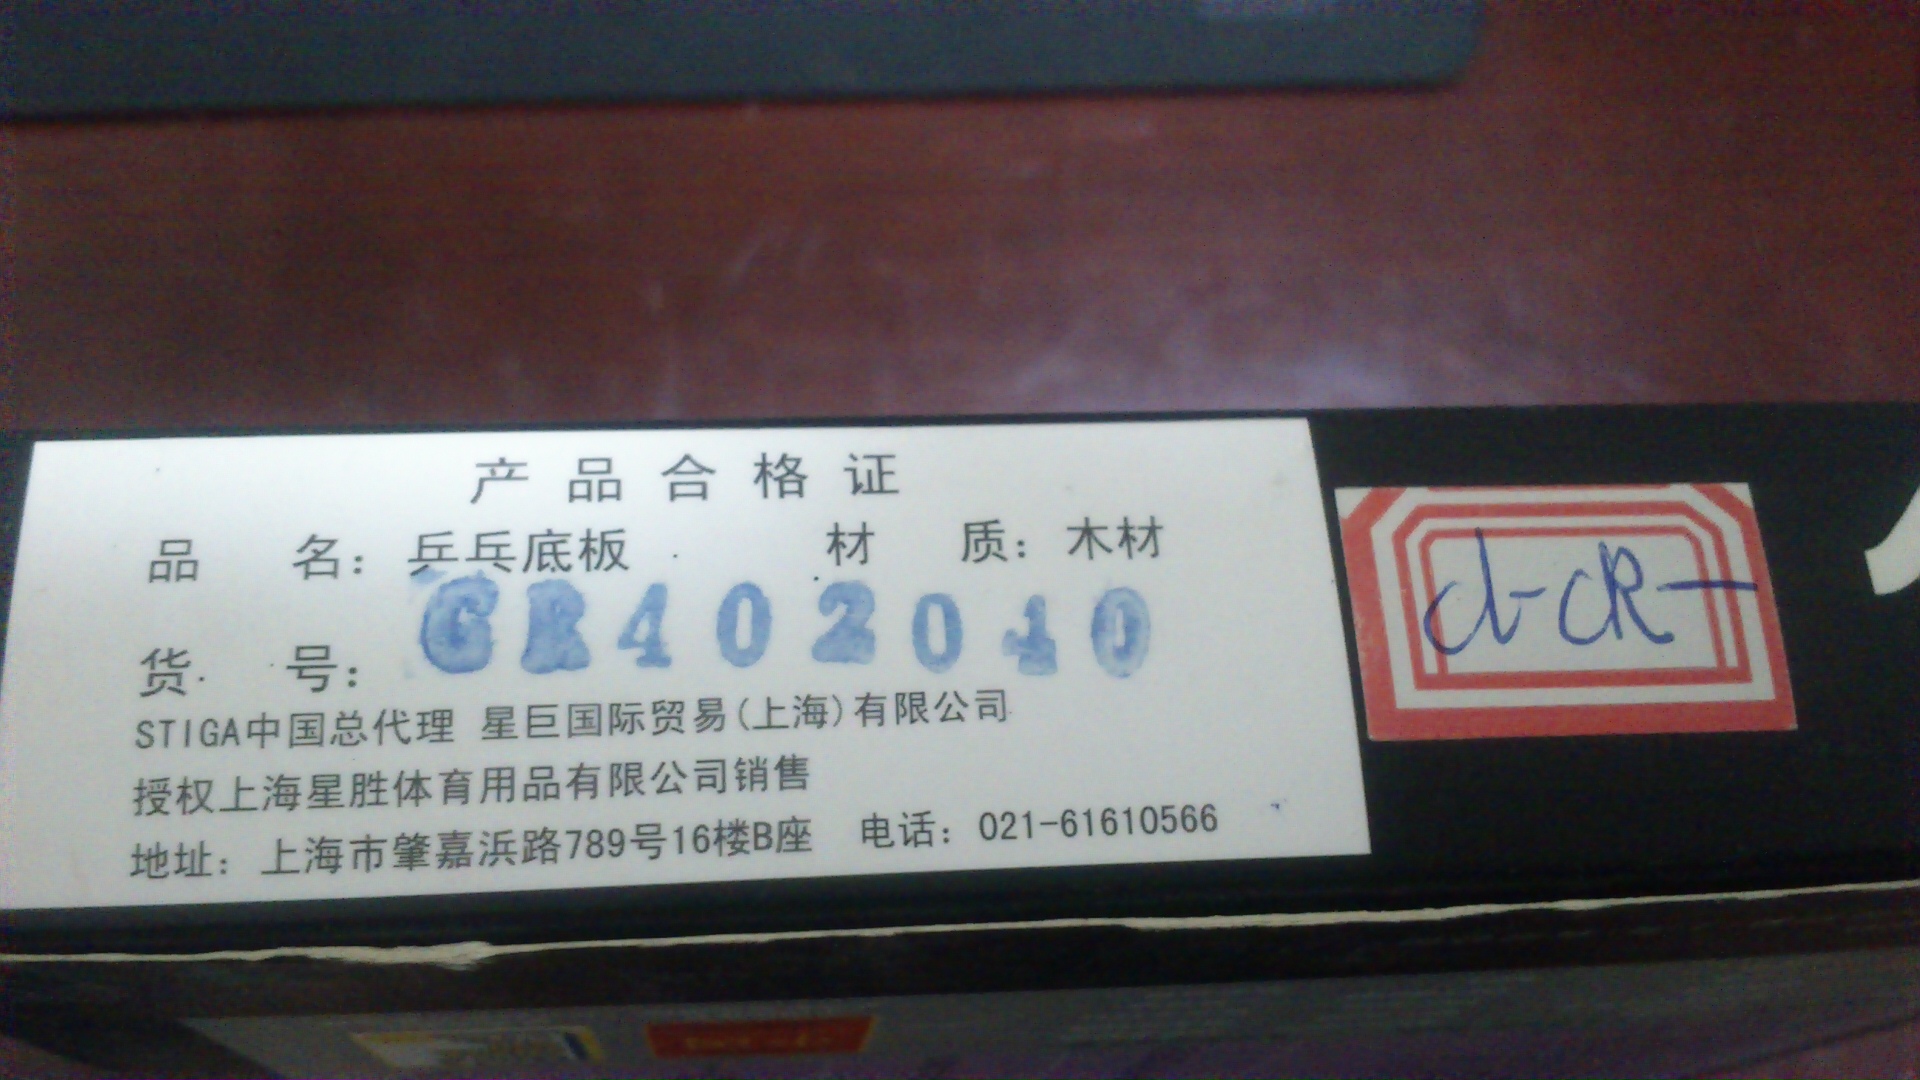 产品合格证
品 名：乒乓底板 材 质：木材
货 号：CR402040
STIGA中国总代理 星巨国际贸易(上海)有限公司
授权上海星胜体育用品有限公司销售
地址：上海市肇嘉浜路789号16楼B座 电话：021-61610566
cl-CR-